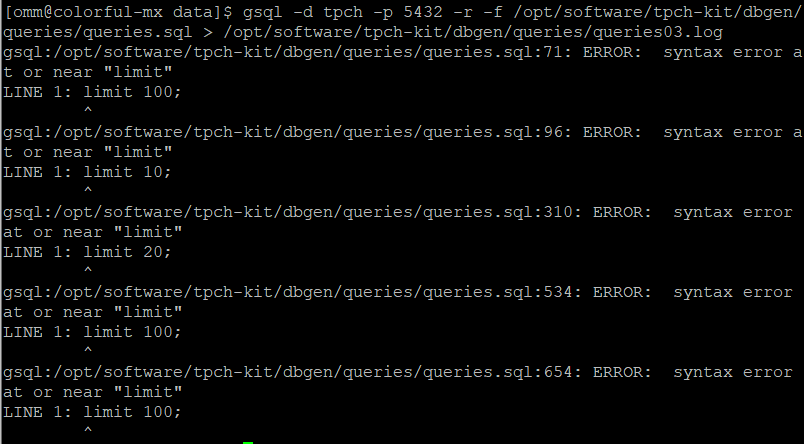 [omm@colorful-mx data]$ gsql -d tpch -p 5432 -r -f /opt/software/tpch-kit/dbgen/
queries/queries.sql > /opt/software/tpch-kit/dbgen/queries/queries03.log
gsql:/opt/software/tpch-kit/dbgen/queries/queries.sql:71: ERROR:  syntax error a
t or near "limit"
LINE 1: limit 100;
        ^
gsql:/opt/software/tpch-kit/dbgen/queries/queries.sql:96: ERROR:  syntax error a
t or near "limit"
LINE 1: limit 10;
        ^
gsql:/opt/software/tpch-kit/dbgen/queries/queries.sql:310: ERROR:  syntax error
at or near "limit"
LINE 1: limit 20;
        ^
gsql:/opt/software/tpch-kit/dbgen/queries/queries.sql:534: ERROR:  syntax error
at or near "limit"
LINE 1: limit 100;
        ^
gsql:/opt/software/tpch-kit/dbgen/queries/queries.sql:654: ERROR:  syntax error
at or near "limit"
LINE 1: limit 100;
        ^